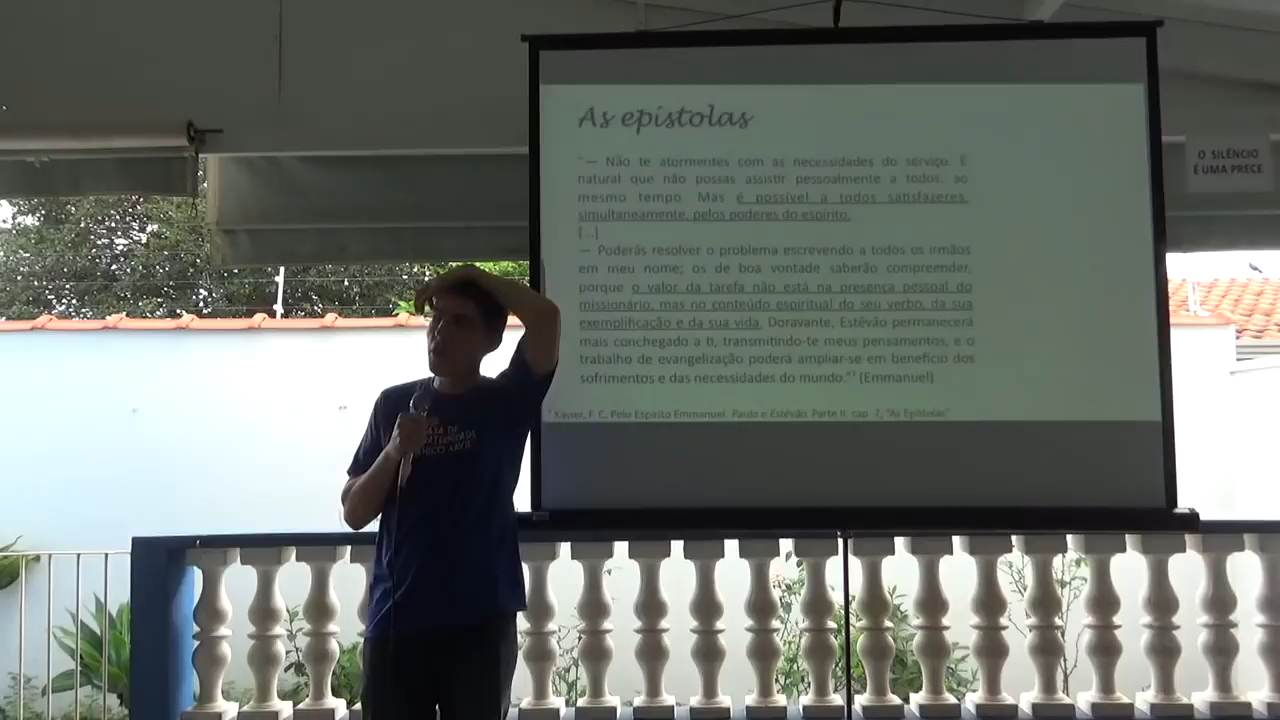 As epístolas
"— Não te atormentes com as necessidades do serviço. É
natural que não possas assistir pessoalmente a todos, ao
mesmo tempo. Mas é possível a todos satisfazeres,
simultaneamente, pelos poderes do espírito.
[...]
— Poderás resolver o problema escrevendo a todos os irmãos
em meu nome; os de boa vontade saberão compreender,
porque o valor da tarefa não está na presença pessoal do
missionário, mas no conteúdo espiritual do seu verbo, da sua
exemplificação e da sua vida. Doravante, Estêvão permanecerá
mais conchegado a ti, transmitindo-te meus pensamentos, e o
trabalho de evangelização poderá ampliar-se em benefício dos
sofrimentos e das necessidades do mundo."¹ (Emmanuel)
¹ Xavier, F. C. Pelo Espírito Emmanuel. Paulo e Estêvão. Parte II. cap. 7, "As Epístolas"
O SILÊNCIO
É UMA PRECE
CASA DE
FRATERNIDADE
CHICO XAVIER